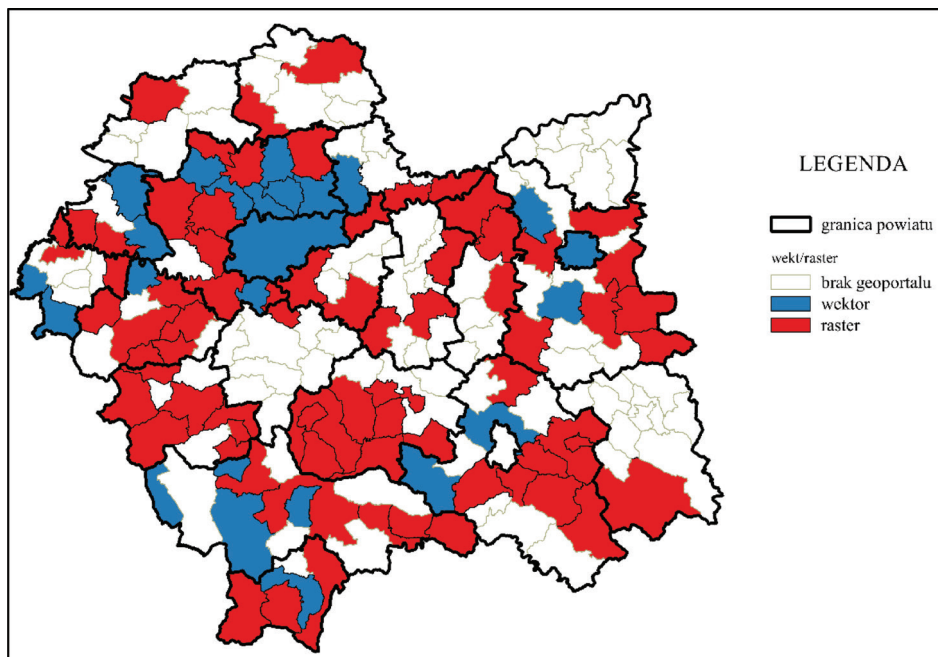 LEGENDA
granica powiatu
wekt/raster
brak geoportalu
wektor
raster